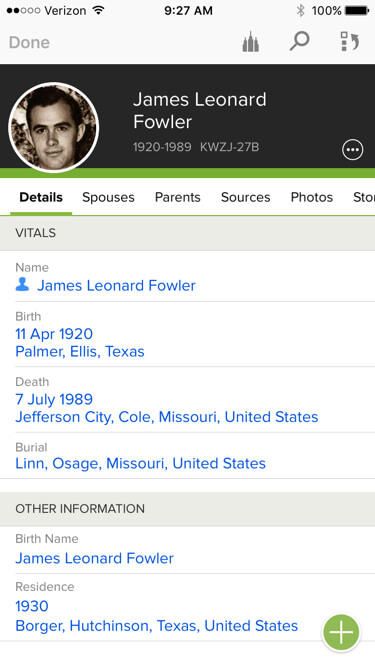 Verizon 9:27 AM 100%
Done
James Leonard
Fowler
1920-1989 KWZJ-27B
Details Spouses Parents Sources Photos Stor
VITALS
Name
James Leonard Fowler
Birth
11 Apr 1920
Palmer, Ellis, Texas
Death
7 July 1989
Jefferson City, Cole, Missouri, United States
Burial
Linn, Osage, Missouri, United States
OTHER INFORMATION
Birth Name
James Leonard Fowler
Residence
1930
Borger, Hutchinson, Texas, United States